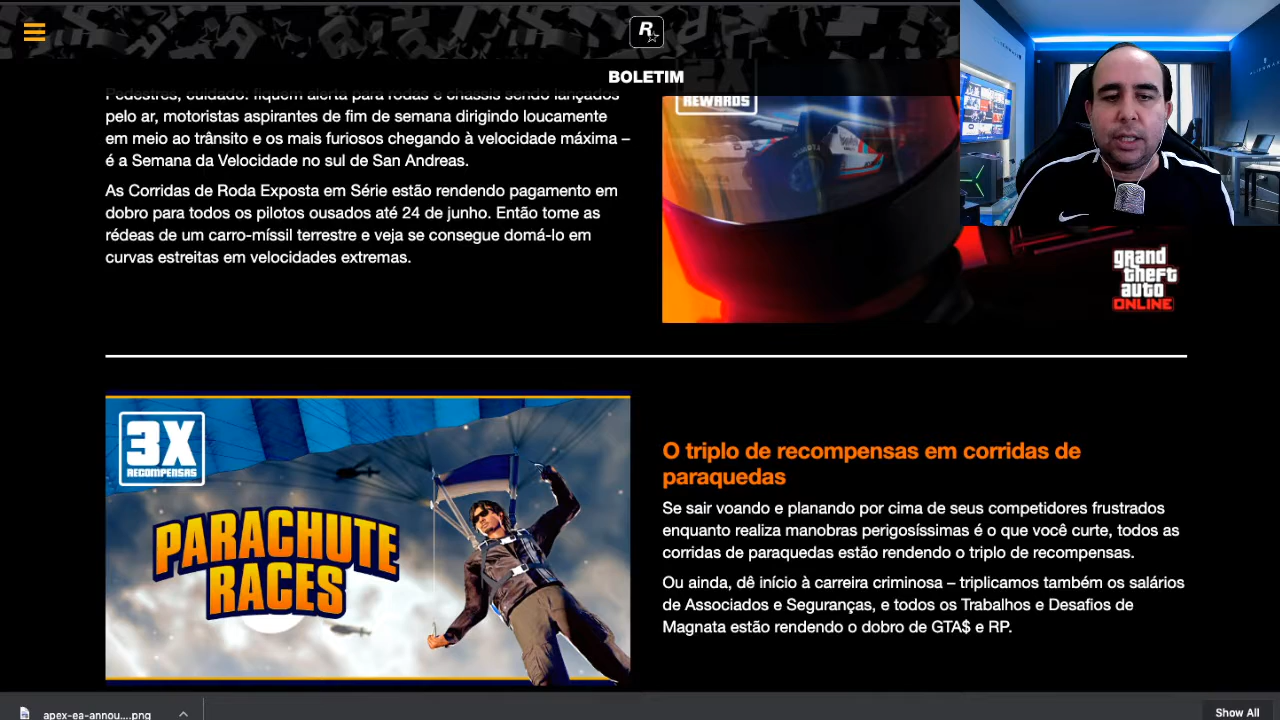 R
BOLETIM
2X
REWARDS
Pedestres, cuidado: fiquem alerta para rodas e chassis sendo lançados
pelo ar, motoristas aspirantes de fim de semana dirigindo loucamente
em meio ao trânsito e os mais furiosos chegando à velocidade máxima –
é a Semana da Velocidade no sul de San Andreas.
As Corridas de Roda Exposta em Série estão rendendo pagamento em
dobro para todos os pilotos ousados até 24 de junho. Então tome as
rédeas de um carro-míssil terrestre e veja se consegue domá-lo em
curvas estreitas em velocidades extremas.
grand
theft
auto
ONLINE
3X
RECOMPENSAS
PARACHUTE
RACES
O triplo de recompensas em corridas de
paraquedas
Se sair voando e planando por cima de seus competidores frustrados
enquanto realiza manobras perigosíssimas é o que você curte, todos as
corridas de paraquedas estão rendendo o triplo de recompensas.
Ou ainda, dê início à carreira criminosa – triplicamos também os salários
de Associados e Seguranças, e todos os Trabalhos e Desafios de
Magnata estão rendendo o dobro de GTA$ e RP.
apex-ea-annou....png
Show All